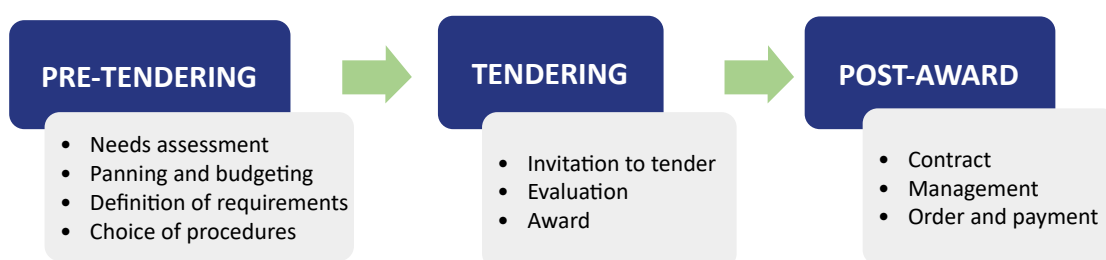 PRE-TENDERING
• Needs assessment
• Panning and budgeting
• Definition of requirements
• Choice of procedures
TENDERING
• Invitation to tender
• Evaluation
• Award
POST-AWARD
• Contract
• Management
• Order and payment